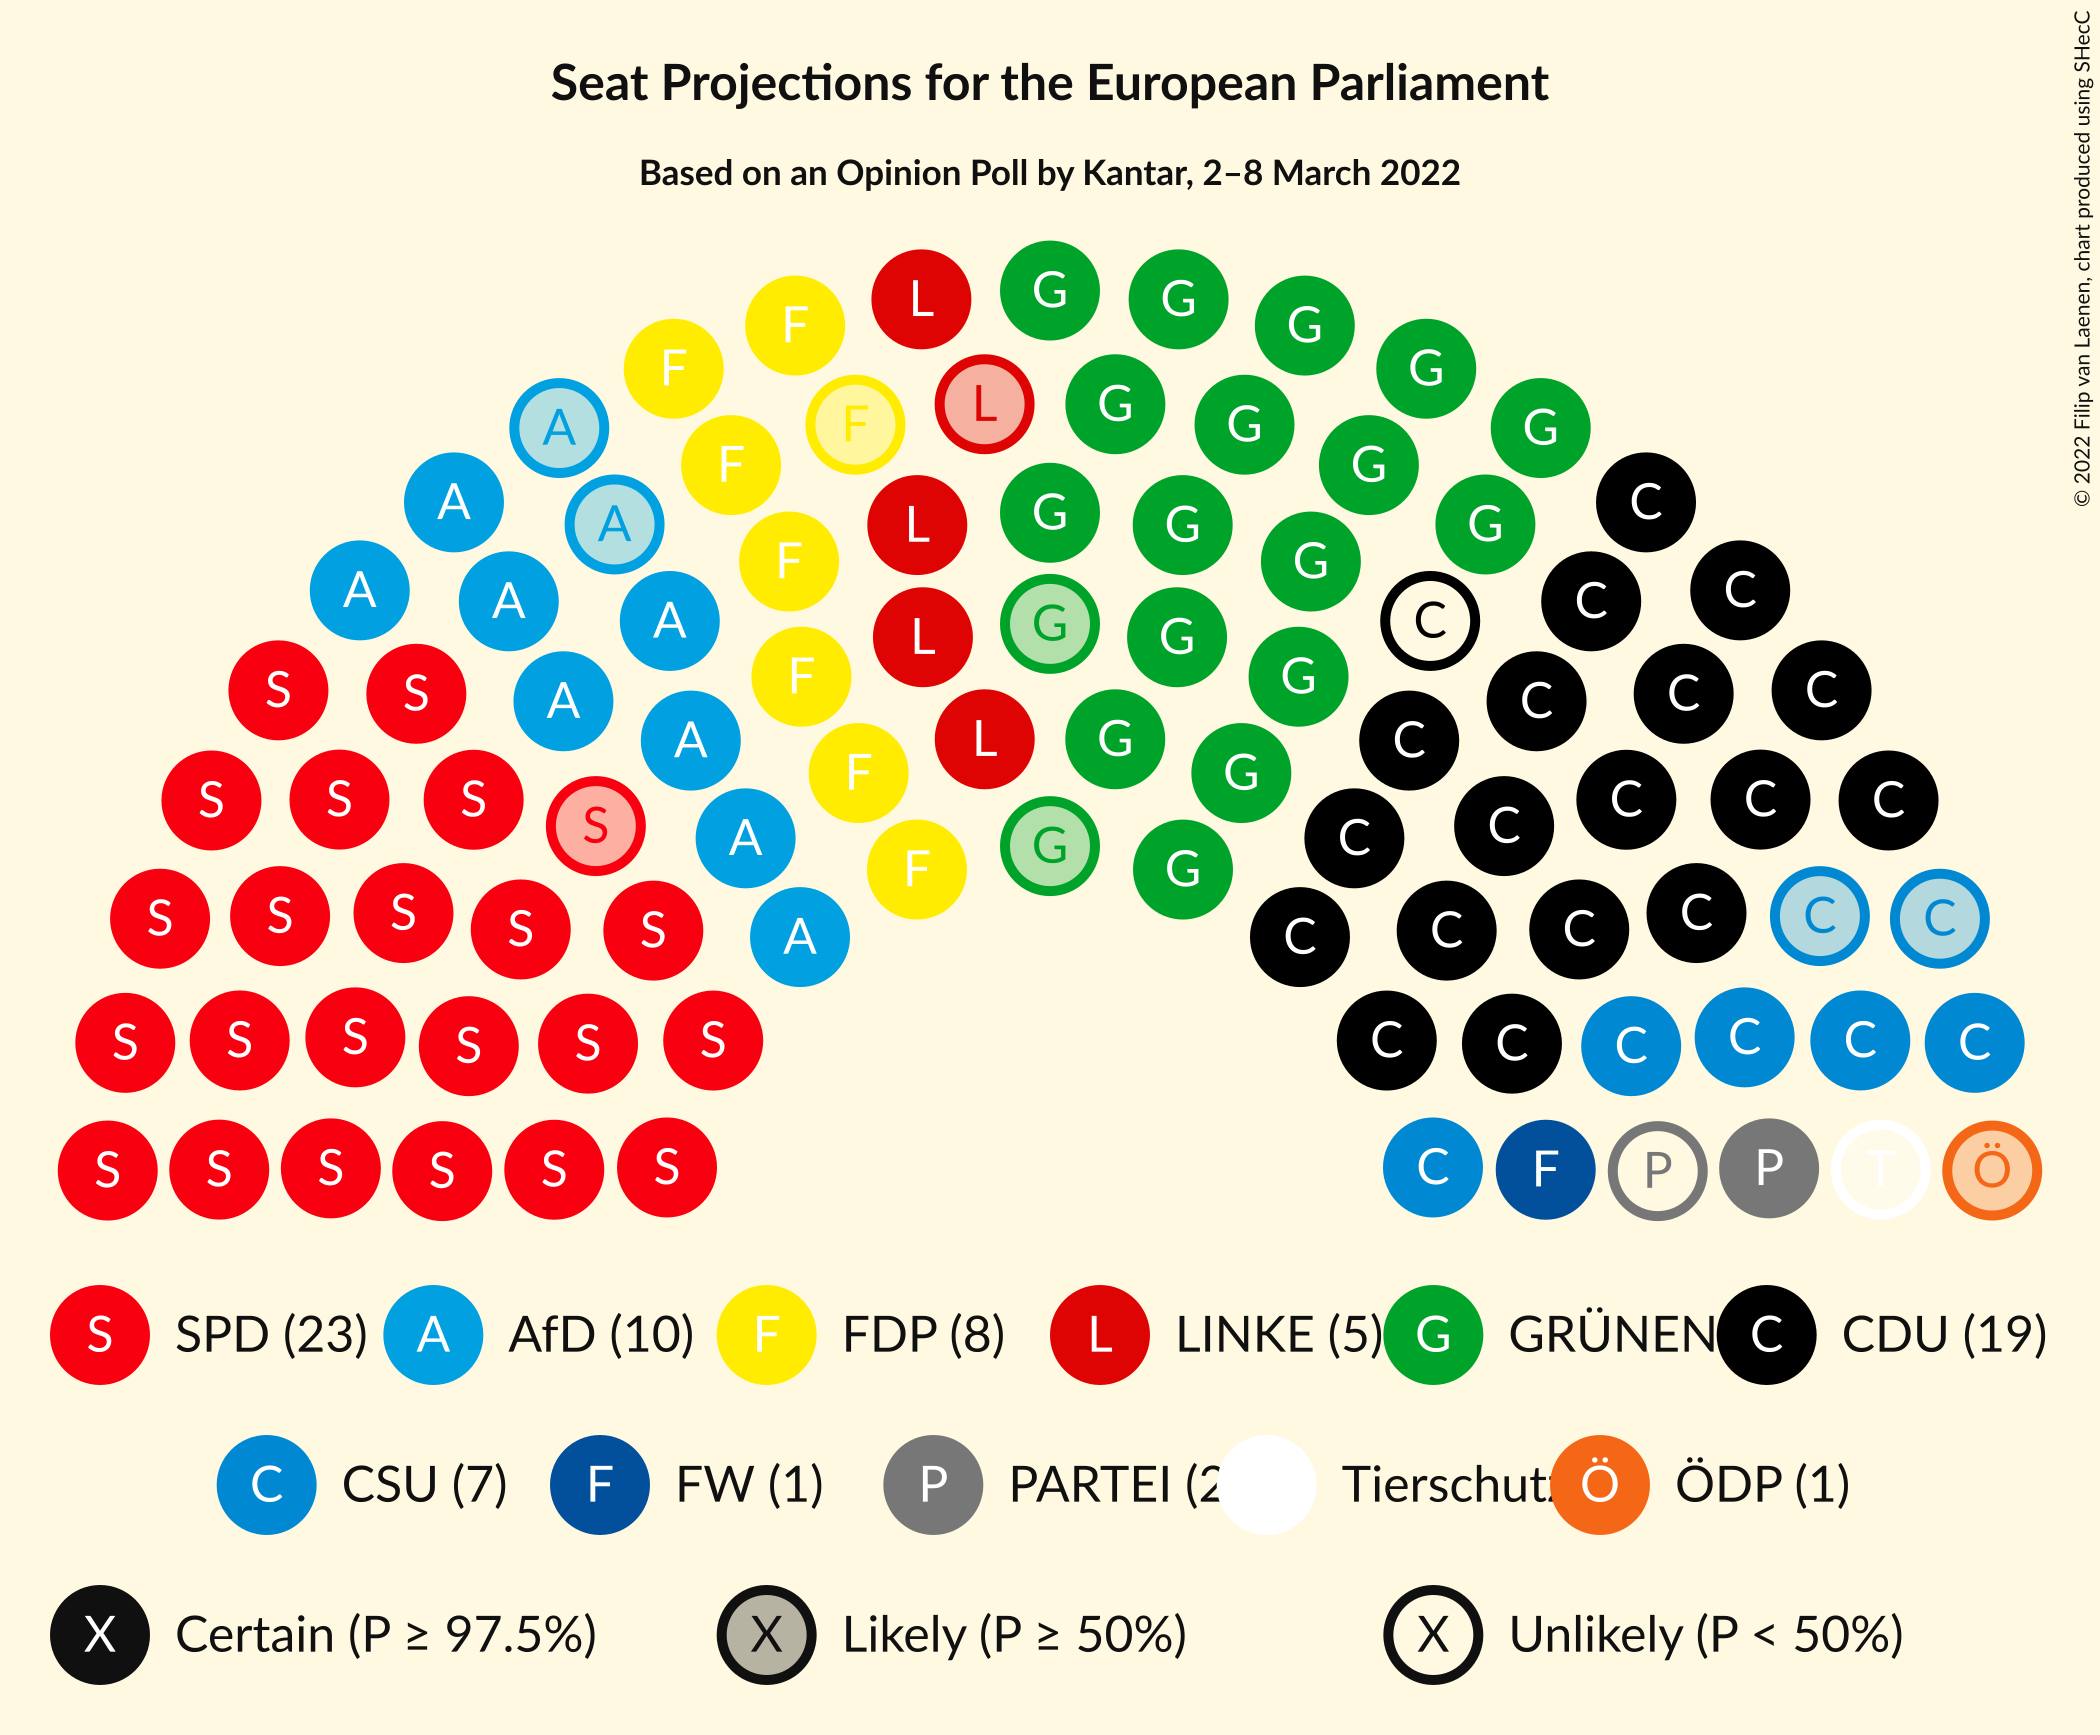 Seat Projections for the European Parliament
Based on an Opinion Poll by Kantar, 2–8 March 2022
© 2022 Filip van Laenen, chart produced using SHecC
L G G G
F F G G
A F L G G G
A F G G C
A A F L G G G C
A A F L G G C C C
S S A A F L G G C C C C
S S S S A F G C C C C C
S S S S S A F G G C C C C C C
S S S S S S C C C C C C
S S S S S S C F P P T Ö
S SPD (23) A AfD (10) F FDP (8) L LINKE (5) G GRÜNEN C CDU (19)
C CSU (7) F FW (1) P PARTEI (2 Tierschutz Ö ÖDP (1)
X Certain (P ≥ 97.5%) X Likely (P ≥ 50%) X Unlikely (P < 50%)